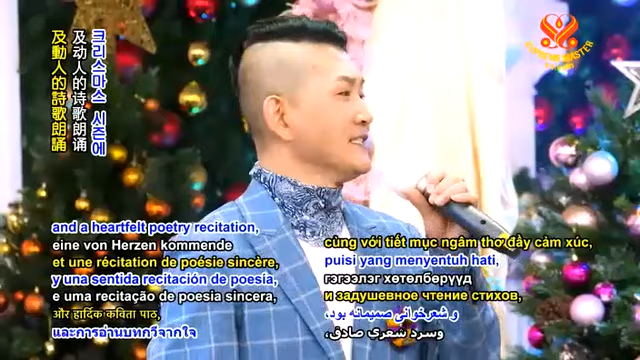 크리스마스 시즌에
及动人的诗歌朗诵
及動人的詩歌朗誦
SUPREME MASTER
and a heartfelt poetry recitation,
eine von Herzen kommende
et une récitation de poésie sincère,
y una sentida recitación de poesía,
e uma recitação de poesia sincera,
और हार्दिक कविता पाठ,
และการอ่านบทกวีจากใจ
cùng với tiết mục ngâm thơ đầy cảm xúc,
puisi yang menyentuh hati,
гэгээлэг хөтөлбөрүүд
и задушевное чтение стихов,
و شعرخوانی صمیمانه بود،
وسرد شعري صادق،